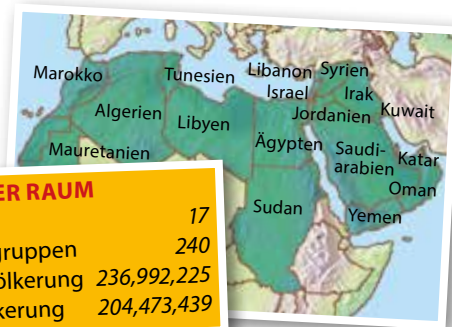 Marokko
Tunesien
Libanon
Syrien
Israel
Irak
Algerien
Libyen
Jordanien
Kuwait
Mauretanien
Ägypten
Saudi-
arabien
Katar
Oman
Sudan
Yemen
ER RAUM
17
gruppen 240
ölkerung 236,992,225
kerung 204,473,439